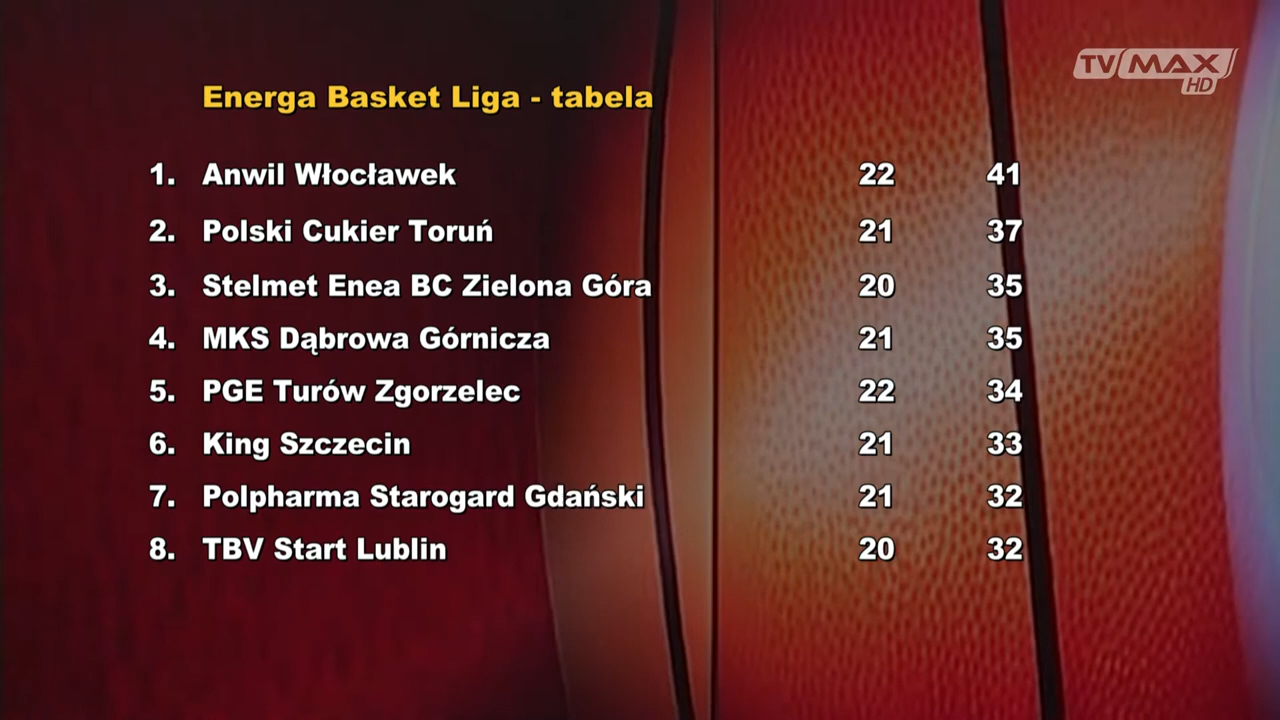 TV MAX HD
Energa Basket Liga - tabela
1. Anwil Włocławek 22 41
2. Polski Cukier Toruń 21 37
3. Stelmet Enea BC Zielona Góra 20 35
4. MKS Dąbrowa Górnicza 21 35
5. PGE Turów Zgorzelec 22 34
6. King Szczecin 21 33
7. Polpharma Starogard Gdański 21 32
8. TBV Start Lublin 20 32